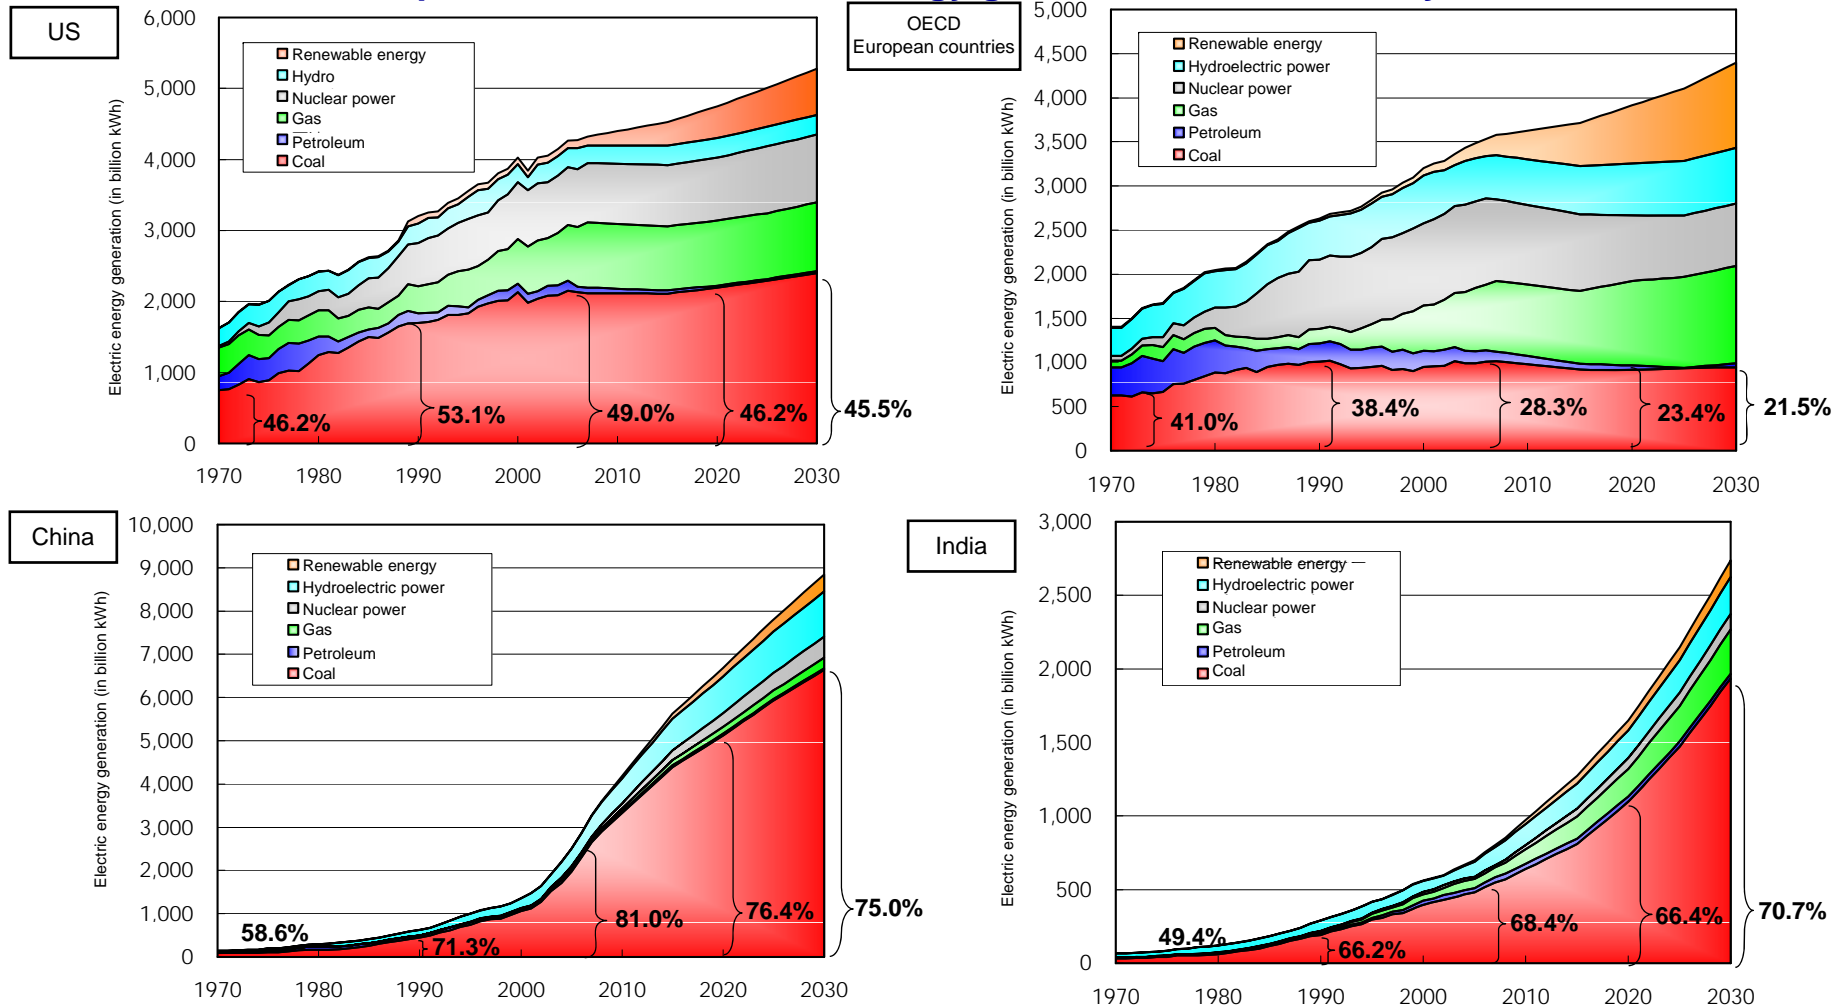 US
Electric energy generation (in billion kWh)
6,000
5,000
4,000
3,000
2,000
1,000
0
Renewable energy
Hydro
Nuclear power
Gas
Petroleum
Coal
46.2%
53.1%
49.0%
46.2%
45.5%
1970
1980
1990
2000
2010
2020
2030
OECD
European countries
Electric energy generation (in billion kWh)
5,000
4,500
4,000
3,500
3,000
2,500
2,000
1,500
1,000
500
0
Renewable energy
Hydroelectric power
Nuclear power
Gas
Petroleum
Coal
41.0%
38.4%
28.3%
23.4%
21.5%
1970
1980
1990
2000
2010
2020
2030
China
Electric energy generation (in billion kWh)
10,000
9,000
8,000
7,000
6,000
5,000
4,000
3,000
2,000
1,000
0
Renewable energy
Hydroelectric power
Nuclear power
Gas
Petroleum
Coal
58.6%
71.3%
81.0%
76.4%
75.0%
1970
1980
1990
2000
2010
2020
2030
India
Electric energy generation (in billion kWh)
3,000
2,500
2,000
1,500
1,000
500
0
Renewable energy
Hydroelectric power
Nuclear power
Gas
Petroleum
Coal
49.4%
66.2%
68.4%
66.4%
70.7%
1970
1980
1990
2000
2010
2020
2030